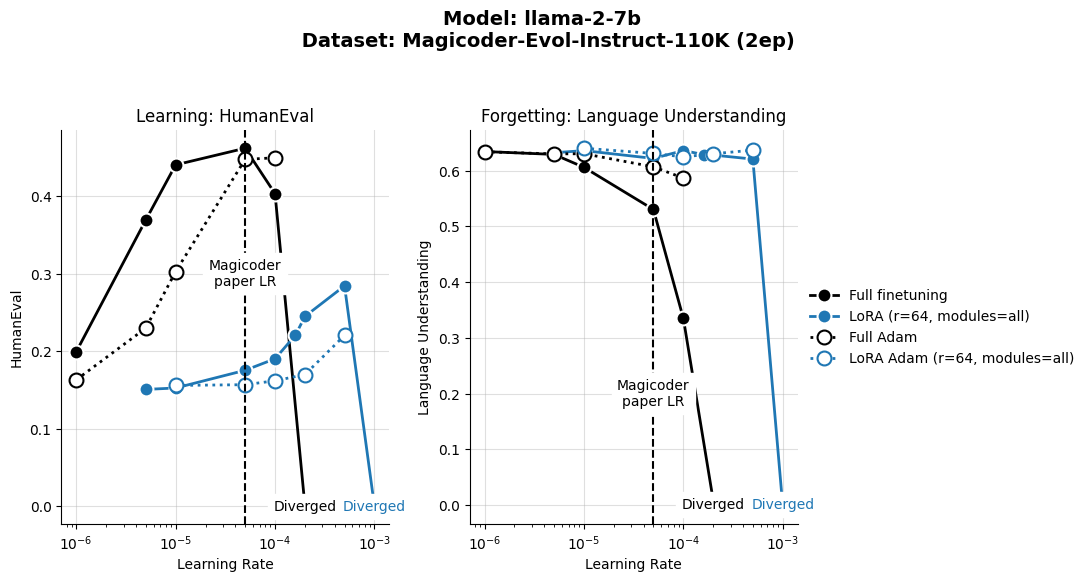 Model: llama-2-7b
Dataset: Magicoder-Evol-Instruct-110K (2ep)
Learning: HumanEval
HumanEval
0.4
0.3
0.2
0.1
0.0
Magicoder
paper LR
Diverged
Diverged
10⁻⁶
10⁻⁵
10⁻⁴
10⁻³
Learning Rate
Forgetting: Language Understanding
Language Understanding
0.6
0.5
0.4
0.3
0.2
0.1
0.0
Magicoder
paper LR
Diverged
Diverged
10⁻⁶
10⁻⁵
10⁻⁴
10⁻³
Learning Rate
Full finetuning
LoRA (r=64, modules=all)
Full Adam
LoRA Adam (r=64, modules=all)